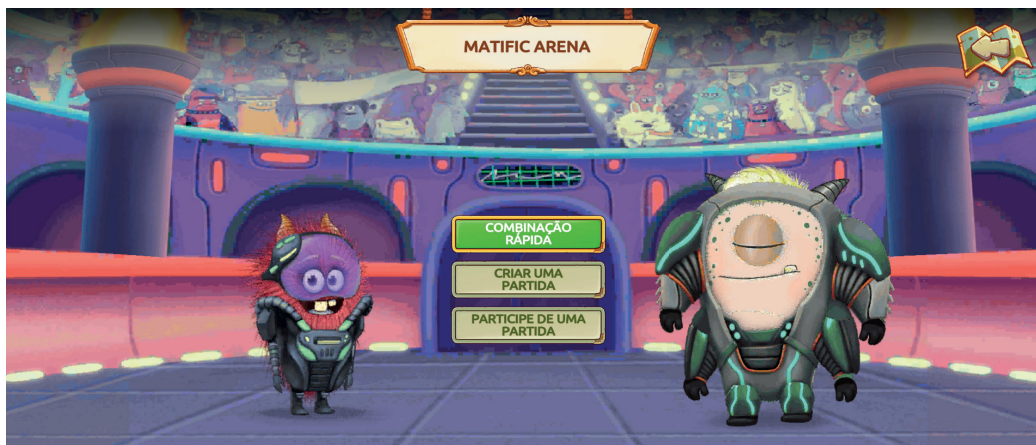 MATIFIC ARENA
COMBINAÇÃO
RÁPIDA
CRIAR UMA
PARTIDA
PARTICIPE DE UMA
PARTIDA